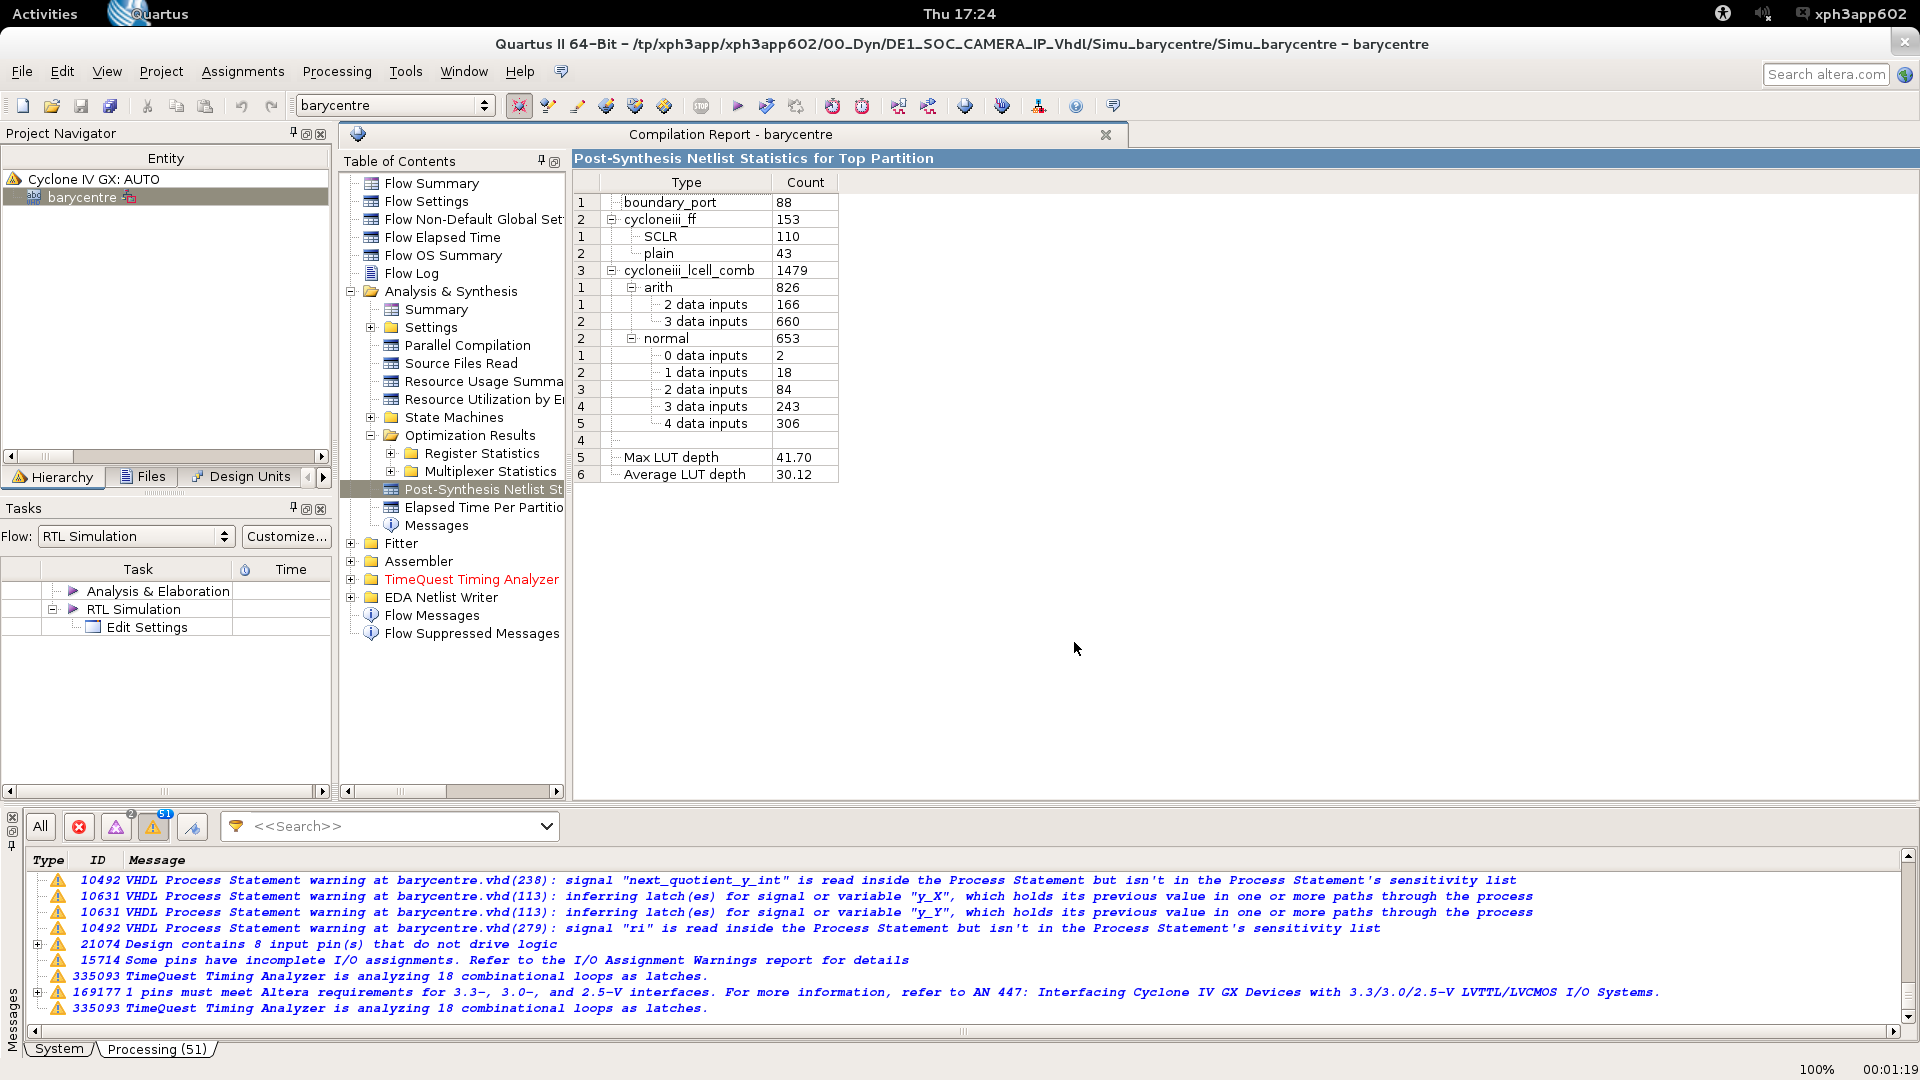 Activities Quartus Thu 17:24 xph3app602
Quartus II 64-Bit - /tp/xph3app/xph3app602/00_Dyn/DE1_SOC_CAMERA_IP_Vhdl/Simu_barycentre/Simu_barycentre - barycentre
File Edit View Project Assignments Processing Tools Window Help Search altera.com
barycentre
Project Navigator
Entity
Cyclone IV GX: AUTO
barycentre
Hierarchy Files Design Units
Tasks
Flow: RTL Simulation Customize...
Task Time
Analysis & Elaboration
RTL Simulation
Edit Settings
Compilation Report - barycentre
Table of Contents
Flow Summary
Flow Settings
Flow Non-Default Global Set
Flow Elapsed Time
Flow OS Summary
Flow Log
Analysis & Synthesis
Summary
Settings
Parallel Compilation
Source Files Read
Resource Usage Summa
Resource Utilization by E
State Machines
Optimization Results
Register Statistics
Multiplexer Statistics
Post-Synthesis Netlist St
Elapsed Time Per Partitio
Messages
Fitter
Assembler
TimeQuest Timing Analyzer
EDA Netlist Writer
Flow Messages
Flow Suppressed Messages
Post-Synthesis Netlist Statistics for Top Partition
Type Count
1 boundary_port 88
2 cycloneiii_ff 153
1 SCLR 110
2 plain 43
3 cycloneiii_lcell_comb 1479
1 arith 826
1 2 data inputs 166
2 3 data inputs 660
2 normal 653
1 0 data inputs 2
2 1 data inputs 18
3 2 data inputs 84
4 3 data inputs 243
5 4 data inputs 306
4
5 Max LUT depth 41.70
6 Average LUT depth 30.12
All 2 51 <<Search>>
Type ID Message
10492 VHDL Process Statement warning at barycentre.vhd(238): signal "next_quotient_y_int" is read inside the Process Statement but isn't in the Process Statement's sensitivity list
10631 VHDL Process Statement warning at barycentre.vhd(113): inferring latch(es) for signal or variable "y_X", which holds its previous value in one or more paths through the process
10631 VHDL Process Statement warning at barycentre.vhd(113): inferring latch(es) for signal or variable "y_Y", which holds its previous value in one or more paths through the process
10492 VHDL Process Statement warning at barycentre.vhd(279): signal "ri" is read inside the Process Statement but isn't in the Process Statement's sensitivity list
21074 Design contains 8 input pin(s) that do not drive logic
15714 Some pins have incomplete I/O assignments. Refer to the I/O Assignment Warnings report for details
335093 TimeQuest Timing Analyzer is analyzing 18 combinational loops as latches.
169177 1 pins must meet Altera requirements for 3.3-, 3.0-, and 2.5-V interfaces. For more information, refer to AN 447: Interfacing Cyclone IV GX Devices with 3.3/3.0/2.5-V LVTTL/LVCMOS I/O Systems.
335093 TimeQuest Timing Analyzer is analyzing 18 combinational loops as latches.
Messages
System Processing (51)
100% 00:01:19